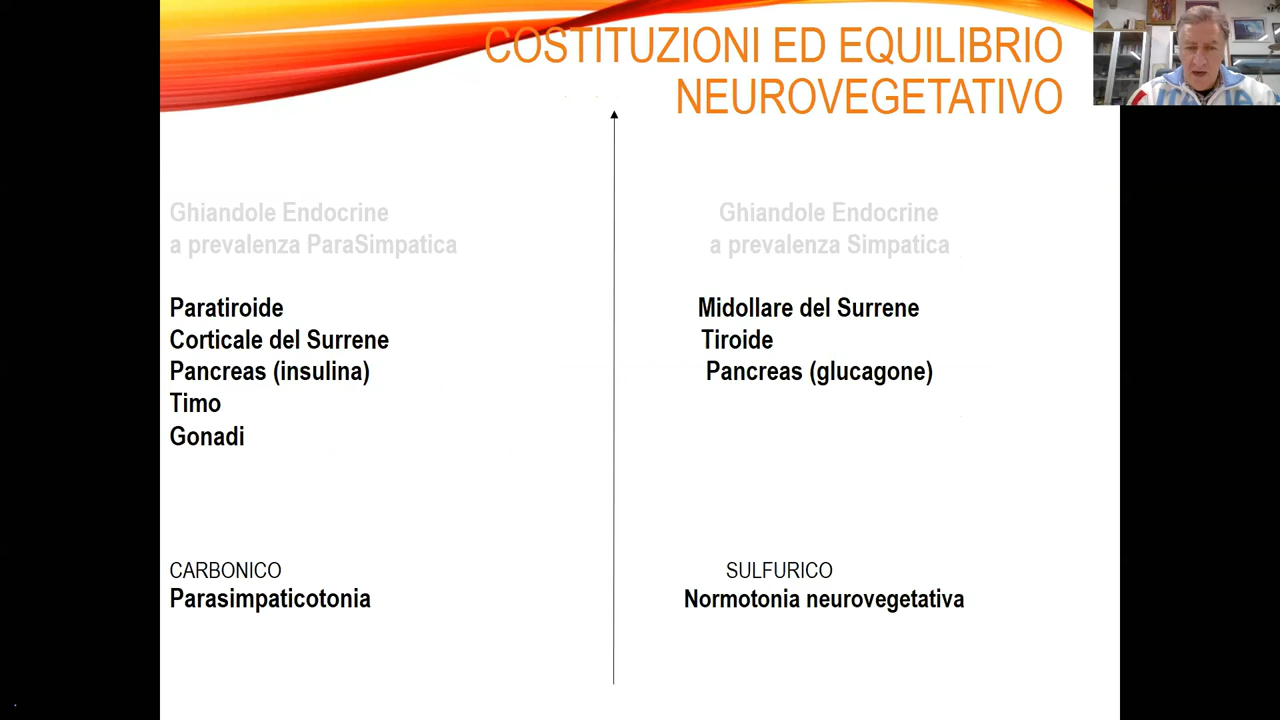 COSTITUZIONI ED EQUILIBRIO
NEUROVEGETATIVO
Ghiandole Endocrine
a prevalenza ParaSimpatica
Paratiroide
Corticale del Surrene
Pancreas (insulina)
Timo
Gonadi
CARBONICO
Parasimpaticotonia
Ghiandole Endocrine
a prevalenza Simpatica
Midollare del Surrene
Tiroide
Pancreas (glucagone)
SULFURICO
Normotonia neurovegetativa